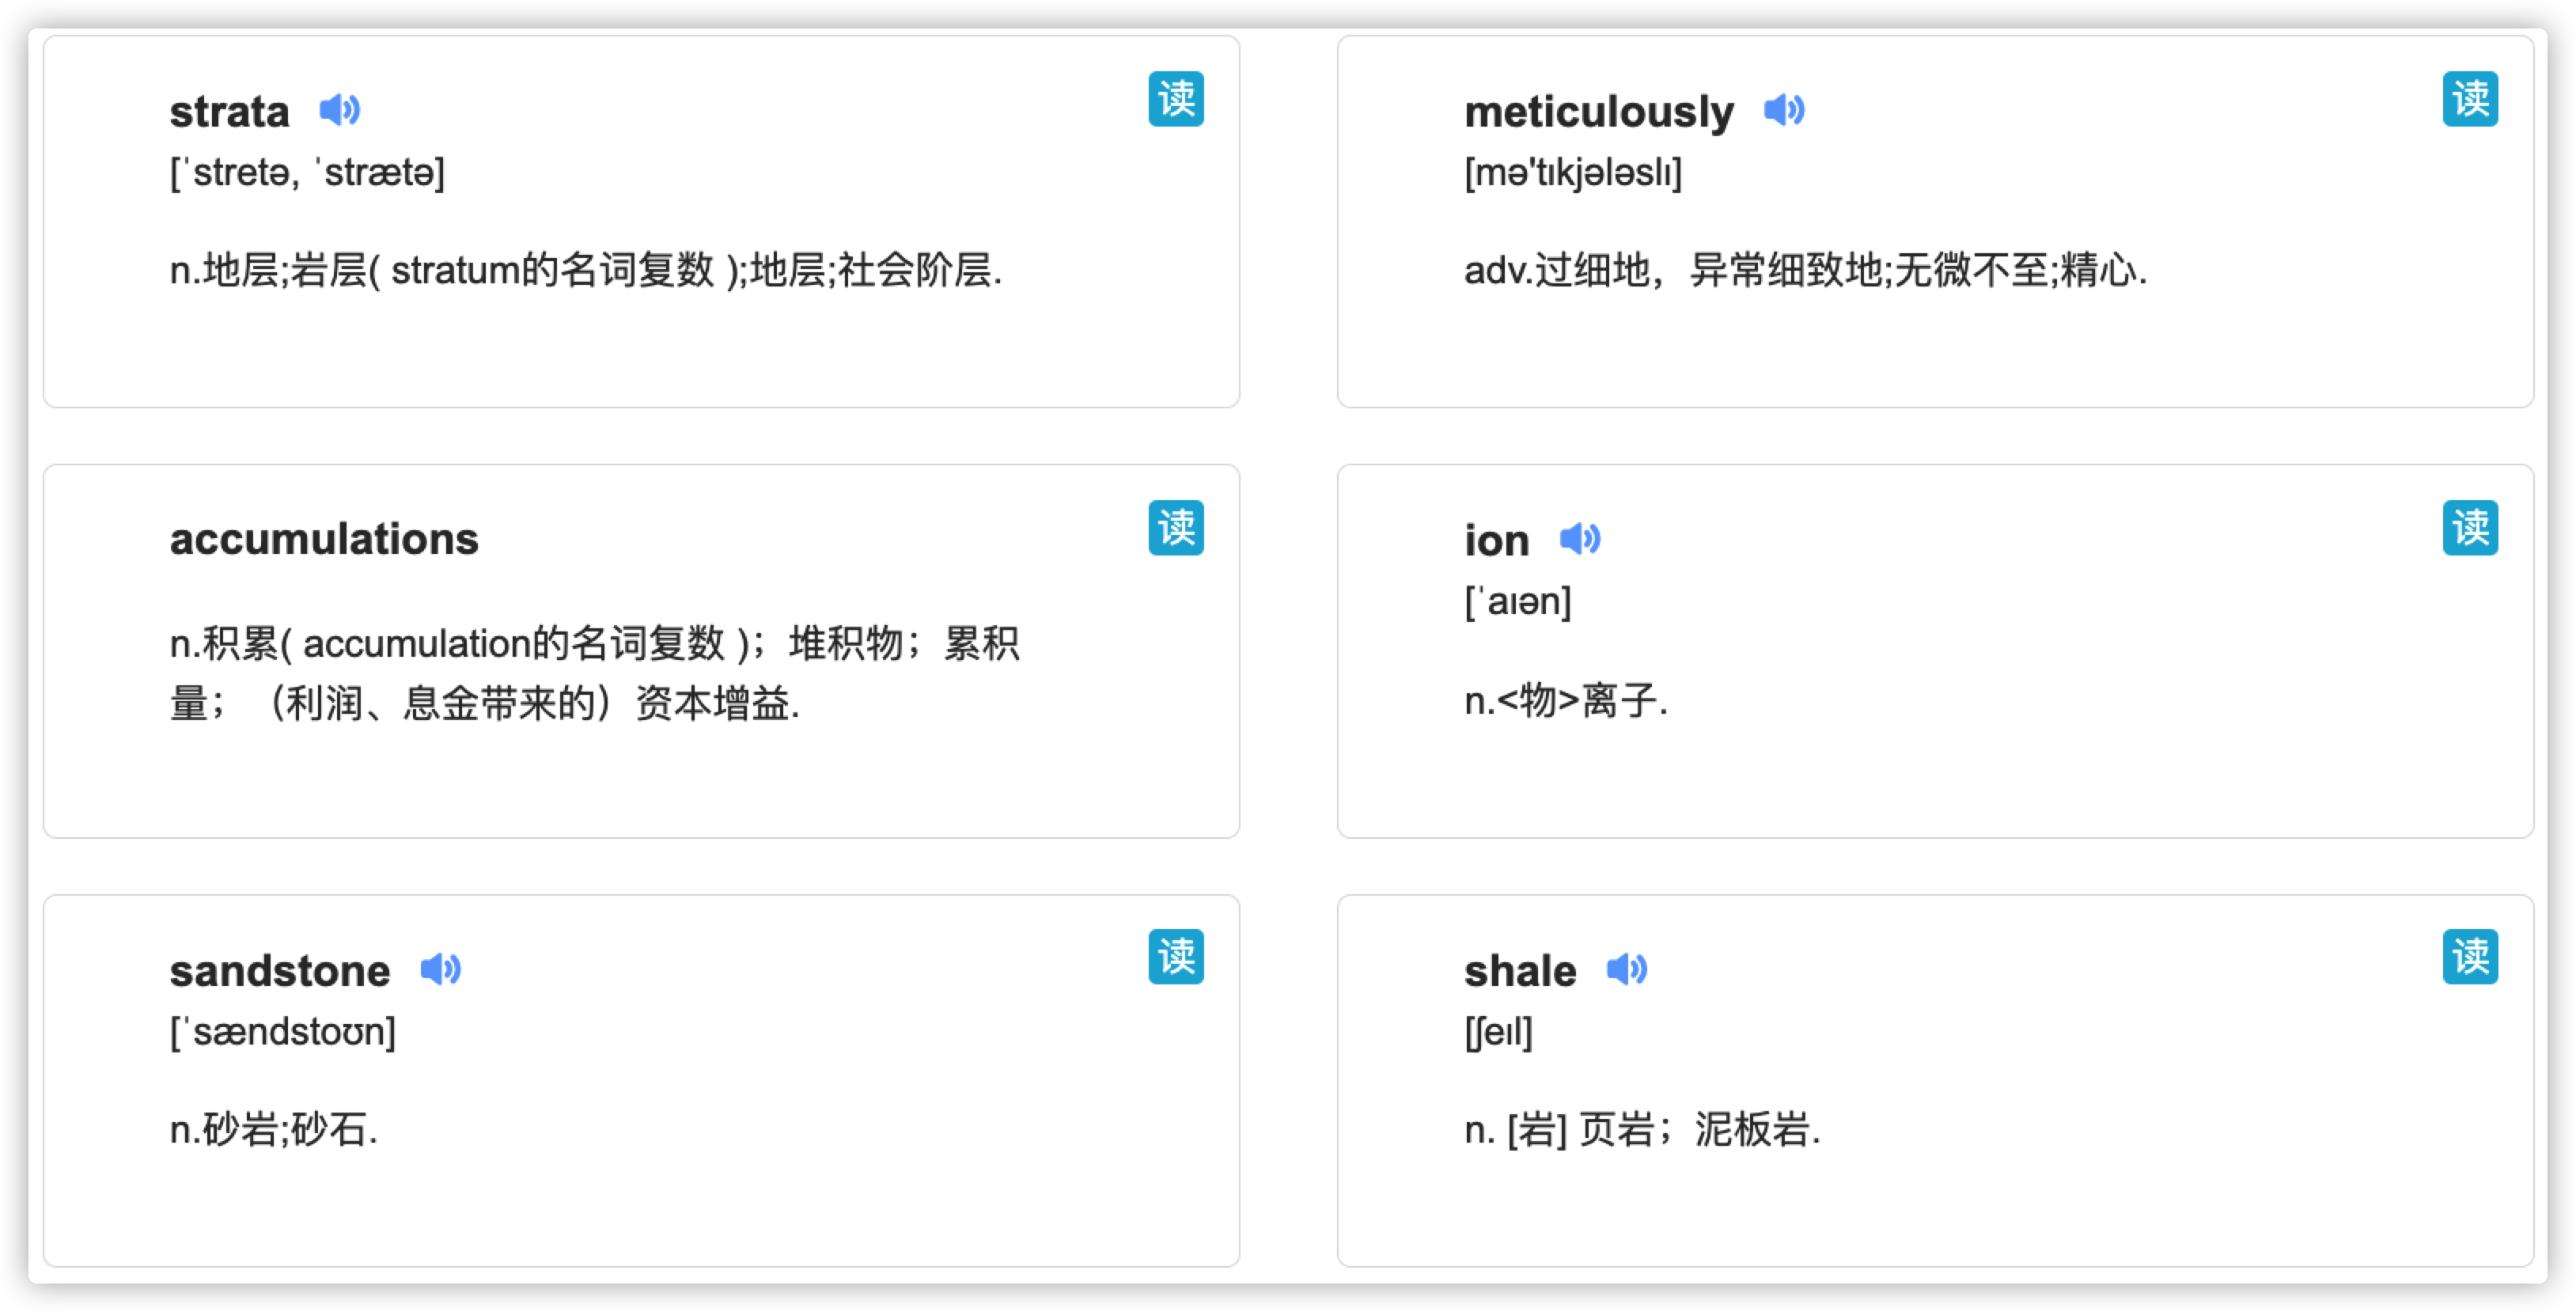 strata
读
[ˈstretə, ˈstrætə]
n.地层;岩层( stratum的名词复数 );地层;社会阶层.
meticulously
读
[mə'tıkjələslı]
adv.过细地，异常细致地;无微不至;精心.
accumulations
读
n.积累( accumulation的名词复数 )；堆积物；累积
量；（利润、息金带来的）资本增益.
ion
读
[ˈaɪən]
n.<物>离子.
sandstone
读
[ˈsændstoʊn]
n.砂岩;砂石.
shale
读
[ʃeɪl]
n. [岩] 页岩；泥板岩.